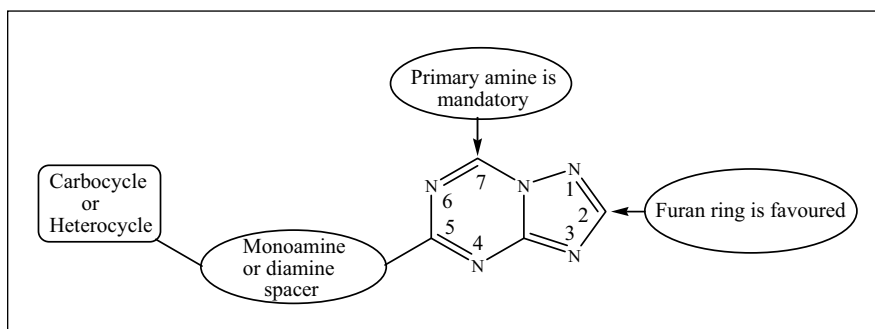 Primary amine is
mandatory
Carbocycle
or
Heterocycle
Monoamine
or diamine
spacer
N
6
7
N
N
1
2
3
N
5
4
N
Furan ring is favoured